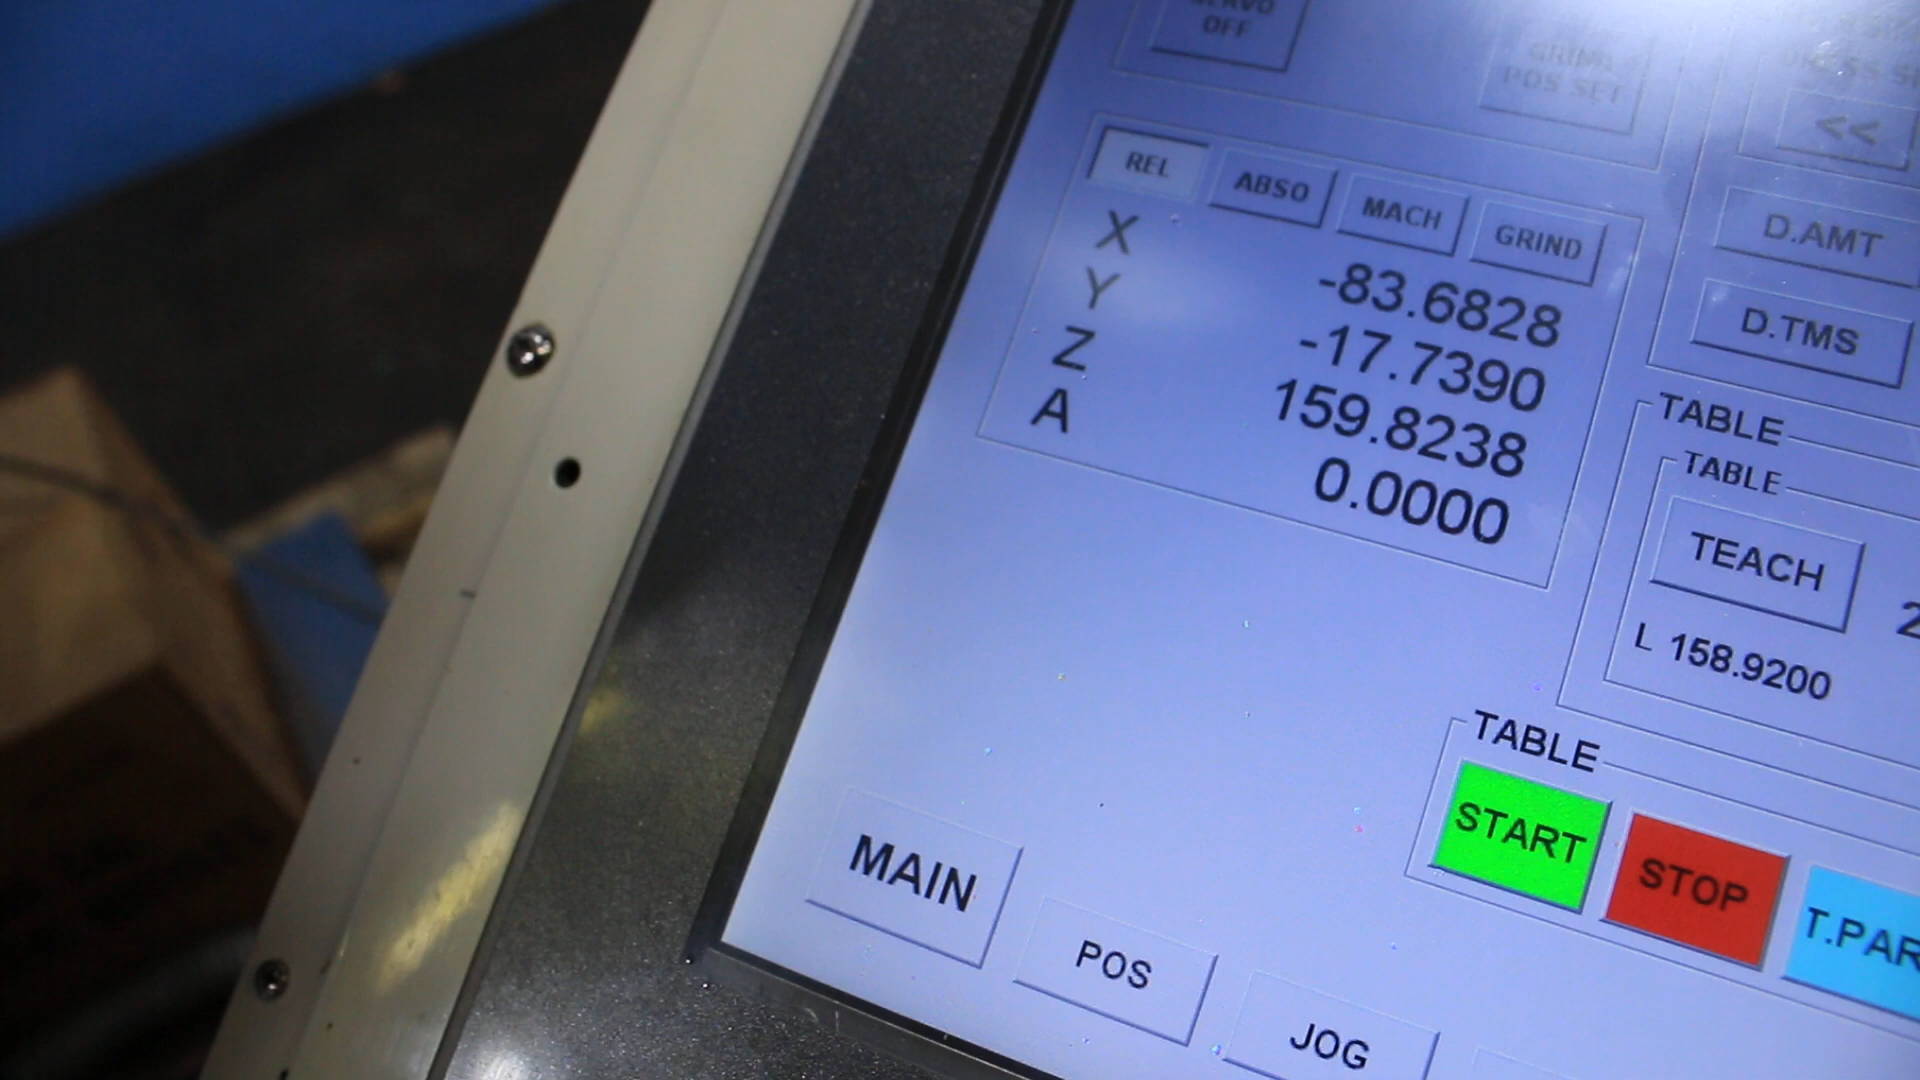 SERVO
OFF
GRIND
POS SET
<<
REL ABSO MACH GRIND
X -83.6828
Y -17.7390
Z 159.8238
A 0.0000
D.AMT
D.TMS
TABLE
TABLE
TEACH
L 158.9200
TABLE
START STOP T.PAR
MAIN POS JOG